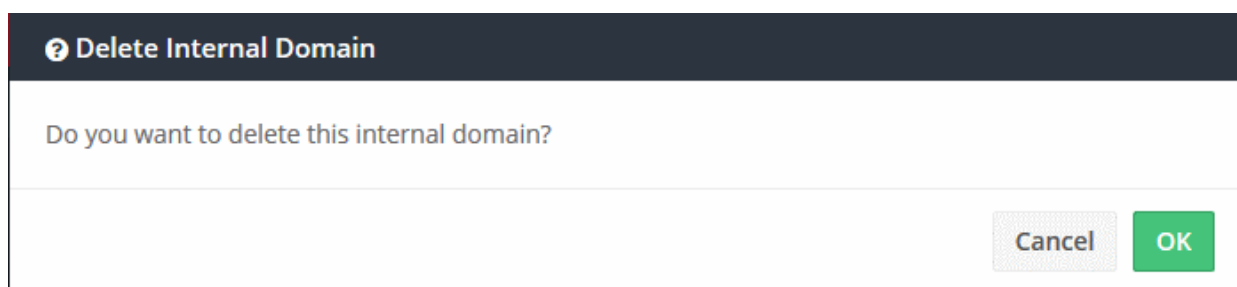 Delete Internal Domain
Do you want to delete this internal domain?
Cancel OK